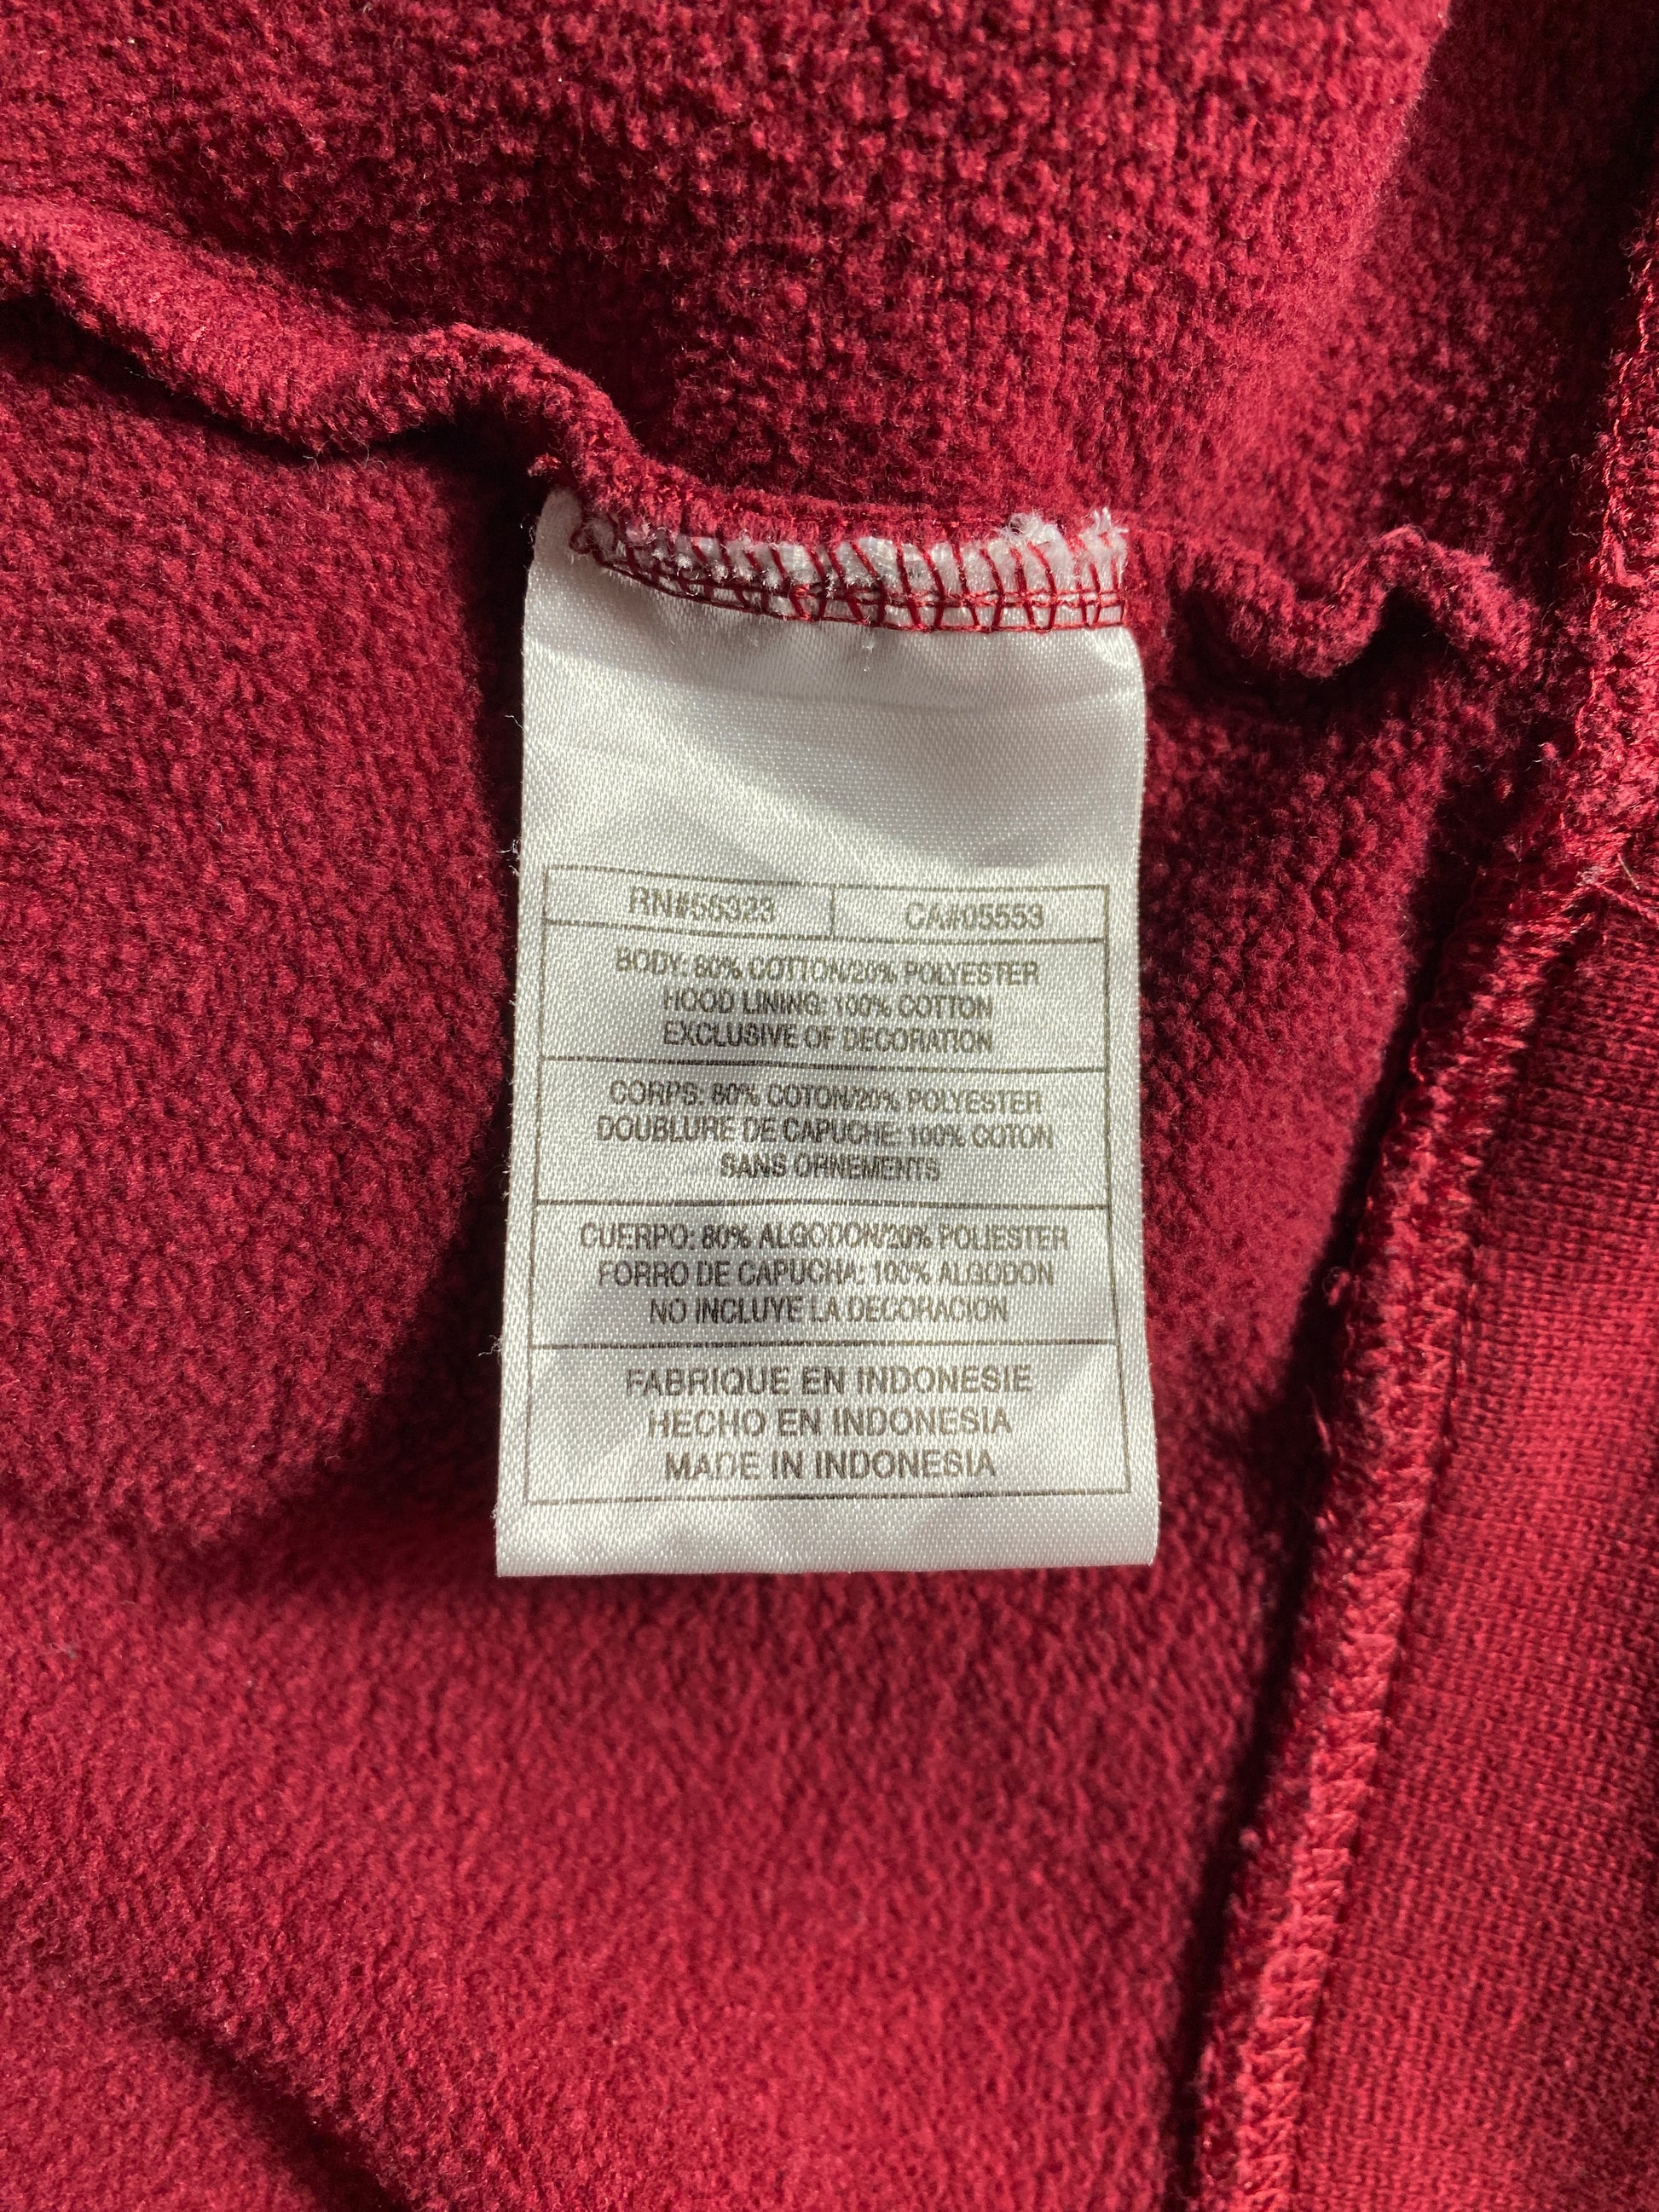 RN#56323 CA#05553
BODY: 80% COTTON/20% POLYESTER
HOOD LINING: 100% COTTON
EXCLUSIVE OF DECORATION
CORPS: 80% COTON/20% POLYESTER
DOUBLURE DE CAPUCHE: 100% COTON
SANS ORNEMENTS
CUERPO: 80% ALGODON/20% POLIESTER
FORRO DE CAPUCHA: 100% ALGODON
NO INCLUYE LA DECORACION
FABRIQUE EN INDONESIE
HECHO EN INDONESIA
MADE IN INDONESIA